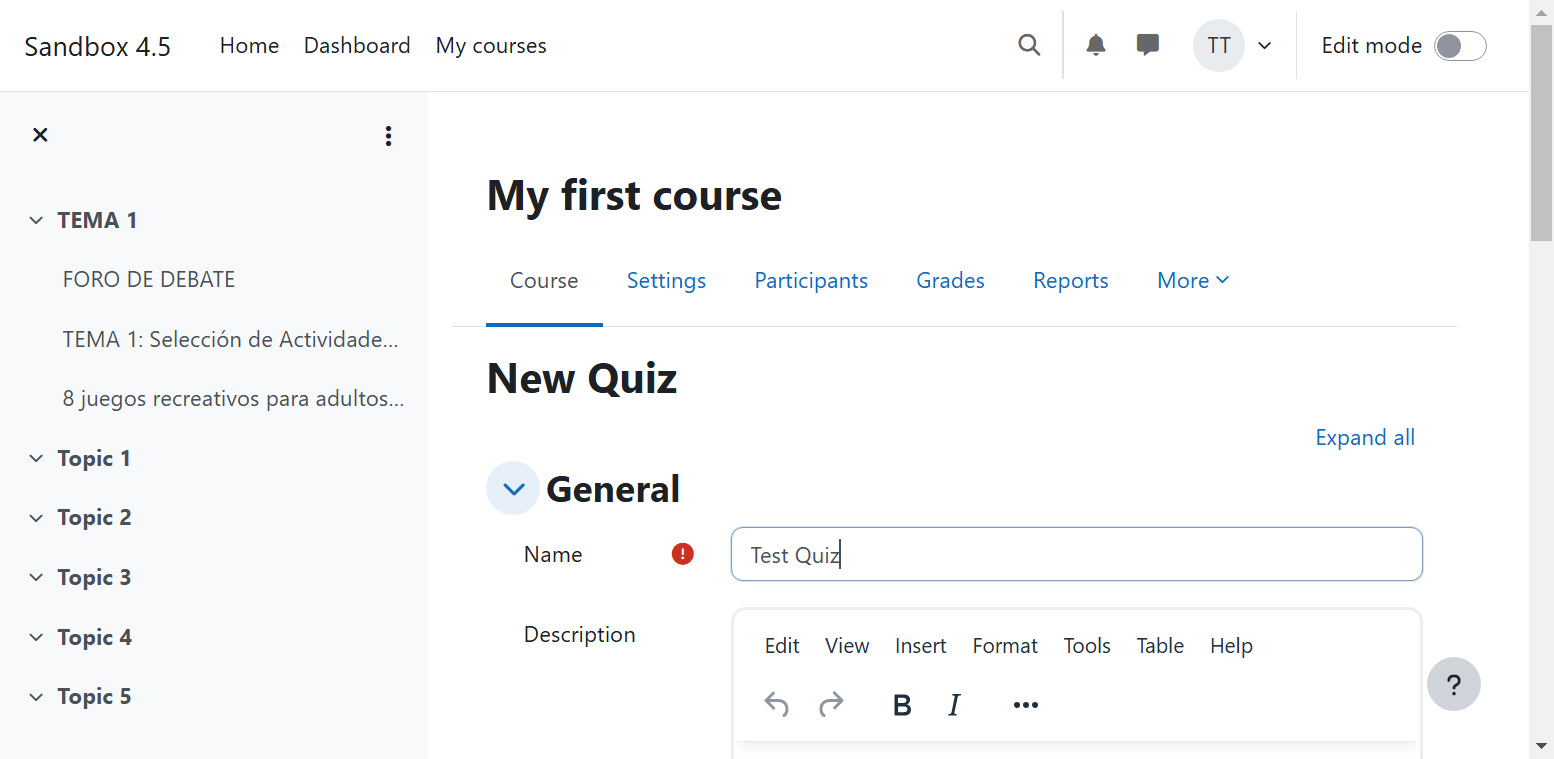 Sandbox 4.5 Home Dashboard My courses TT Edit mode
TEMA 1
FORO DE DEBATE
TEMA 1: Selección de Actividade...
8 juegos recreativos para adultos...
Topic 1
Topic 2
Topic 3
Topic 4
Topic 5
My first course
Course Settings Participants Grades Reports More
New Quiz
Expand all
General
Name Test Quiz
Description
Edit View Insert Format Tools Table Help
B I
?